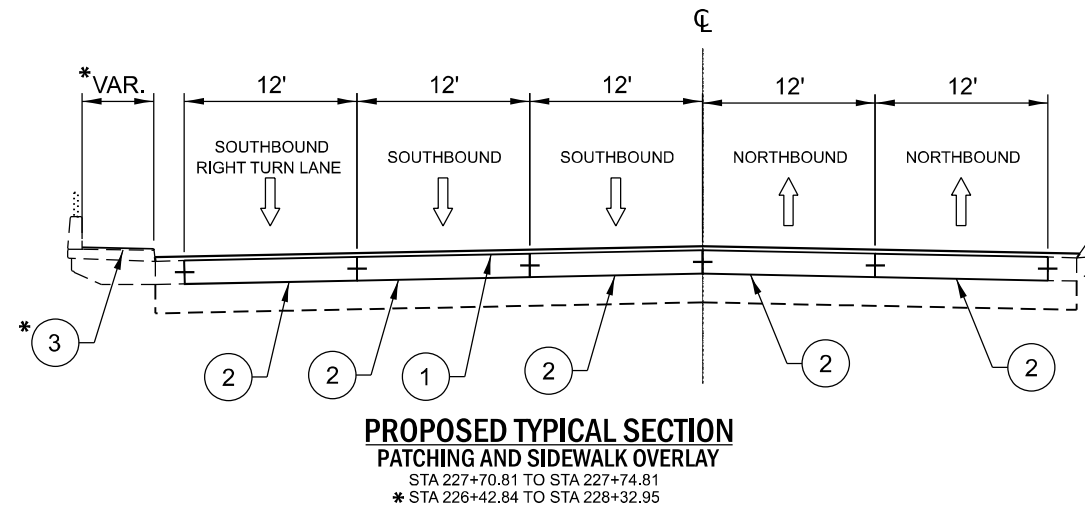 ℄
*VAR.
12'
12'
12'
12'
12'
SOUTHBOUND
RIGHT TURN LANE
SOUTHBOUND
SOUTHBOUND
NORTHBOUND
NORTHBOUND
* 3
2
2
1
2
2
2
PROPOSED TYPICAL SECTION
PATCHING AND SIDEWALK OVERLAY
STA 227+70.81 TO STA 227+74.81
* STA 226+42.84 TO STA 228+32.95